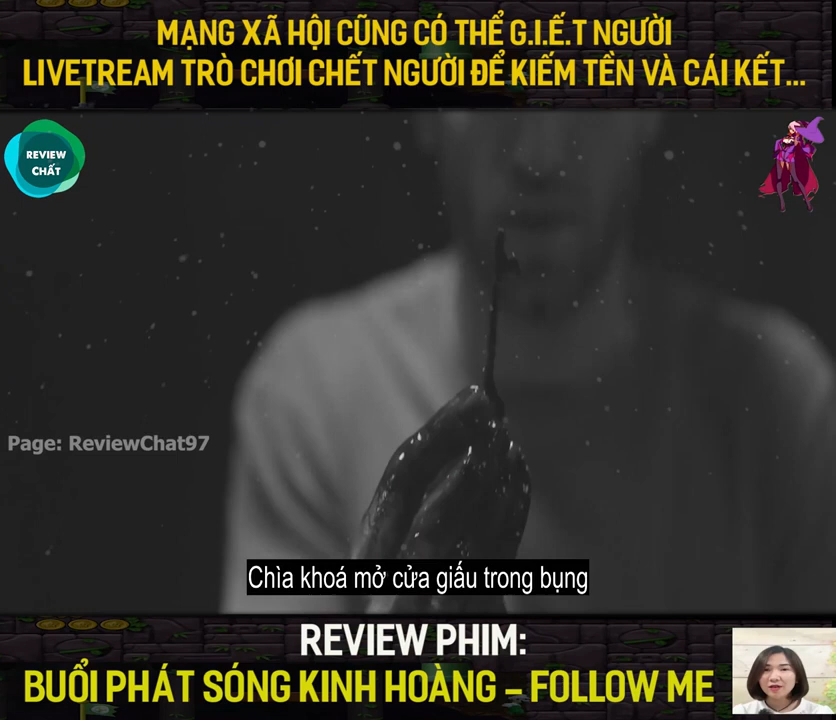 MẠNG XÃ HỘI CŨNG CÓ THỂ G.I.Ế.T NGƯỜI
LIVETREAM TRÒ CHƠI CHẾT NGƯỜI ĐỂ KIẾM TỀN VÀ CÁI KẾT...
REVIEW
CHẤT
Page: ReviewChat97
Chìa khoá mở cửa giấu trong bụng
REVIEW PHIM:
BUỔI PHÁT SÓNG KINH HOÀNG – FOLLOW ME